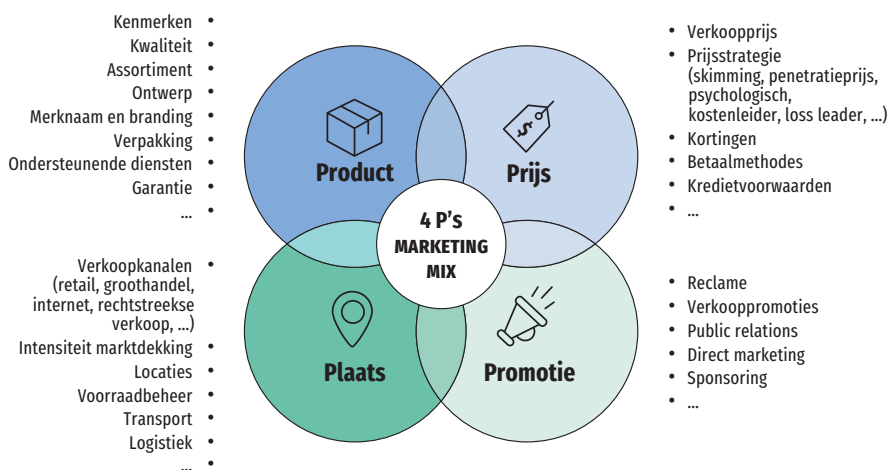 Kenmerken •
Kwaliteit •
Assortiment •
Ontwerp •
Merknaam en branding •
Verpakking •
Ondersteunende diensten •
Garantie •
... •
Product
• Verkoopprijs
• Prijsstrategie
(skimming, penetratieprijs,
psychologisch,
kostenleider, loss leader, ...)
• Kortingen
• Betaalmethodes
• Kredietvoorwaarden
• ...
$
Prijs
4 P's
MARKETING
MIX
Verkoopkanalen •
(retail, groothandel,
internet, rechtstreekse
verkoop, ...)
Intensiteit marktdekking •
Locaties •
Voorraadbeheer •
Transport •
Logistiek •
... •
Plaats
Promotie
• Reclame
• Verkooppromoties
• Public relations
• Direct marketing
• Sponsoring
• ...